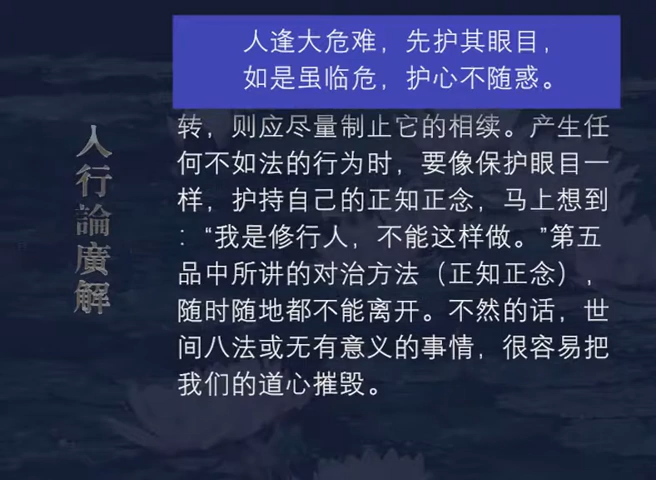 人逢大危难，先护其眼目，
如是虽临危，护心不随惑。
转，则应尽量制止它的相续。产生任
何不如法的行为时，要像保护眼目一
样，护持自己的正知正念，马上想到
：“我是修行人，不能这样做。”第五
品中所讲的对治方法（正知正念），
随时随地都不能离开。不然的话，世
间八法或无有意义的事情，很容易把
我们的道心摧毁。
入行論廣解